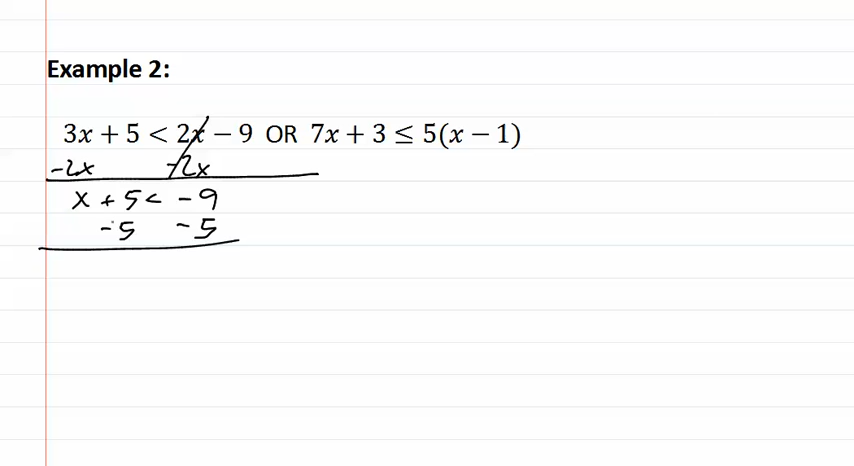 Example 2:
3x + 5 < 2x − 9 OR 7x + 3 ≤ 5(x − 1)
-2x -2x
x + 5 < -9
-5 -5